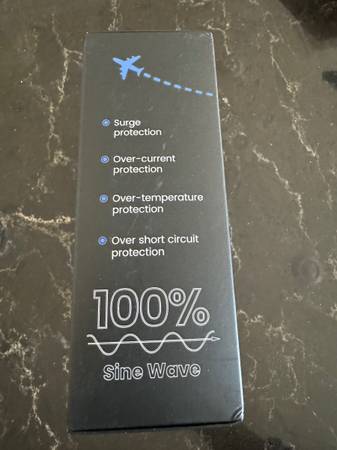 Surge
protection
Over-current
protection
Over-temperature
protection
Over short circuit
protection
100%
Sine Wave